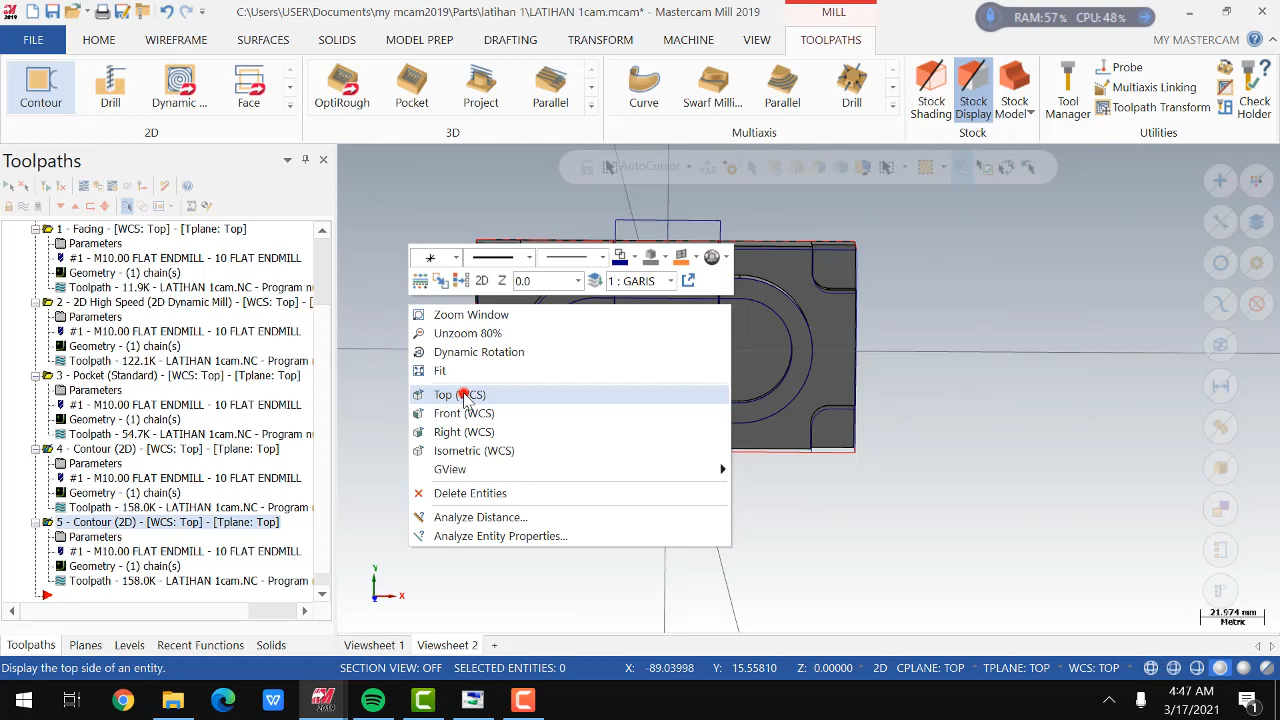 2019
C:\Users\USER\Documents\my mcam2019\Pats\latihan 1\LATIHAN 1cam.mcam* - Mastercam Mill 2019
MILL
RAM:57% CPU:48%
FILE HOME WIREFRAME SURFACES SOLIDS MODEL PREP DRAFTING TRANSFORM MACHINE VIEW TOOLPATHS MY MASTERCAM
Contour Drill Dynamic ... Face
OptiRough Pocket Project Parallel
Curve Swarf Milli... Parallel Drill
Stock Shading
Stock Display
Stock Model
Tool Manager
Probe
Multiaxis Linking
Toolpath Transform
Check Holder
2D 3D Multiaxis Stock Utilities
Toolpaths
AutoCursor
1 - Facing - [WCS: Top] - [Tplane: Top]
Parameters
#1 - M10.00 FLAT ENDMILL - 10 FLAT ENDMILL
Geometry - (1) chain(s)
Toolpath - 11.9K - LATIHAN 1cam.NC - Program n
2 - 2D High Speed (2D Dynamic Mill) - [WCS: Top]
Parameters
#1 - M10.00 FLAT ENDMILL - 10 FLAT ENDMILL
Toolpath - 122.1K - LATIHAN 1cam.NC - Program
3 - Pocket (Standard) - [WCS: Top] - [Tplane: Top]
Parameters
#1 - M10.00 FLAT ENDMILL - 10 FLAT ENDMILL
Geometry - (1) chain(s)
Toolpath - 54.7K - LATIHAN 1cam.NC - Program n
4 - Contour (2D) - [WCS: Top] - [Tplane: Top]
Parameters
#1 - M10.00 FLAT ENDMILL - 10 FLAT ENDMILL
Geometry - (1) chain(s)
Toolpath - 158.0K - LATIHAN 1cam.NC - Program
5 - Contour (2D) - [WCS: Top] - [Tplane: Top]
Parameters
#1 - M10.00 FLAT ENDMILL - 10 FLAT ENDMILL
Geometry - (1) chain(s)
Toolpath - 158.0K - LATIHAN 1cam.NC - Program
2D Z 0.0 1 : GARIS
Zoom Window
Unzoom 80%
Dynamic Rotation
Fit
Top (WCS)
Front (WCS)
Right (WCS)
Isometric (WCS)
GView
Delete Entities
Analyze Distance...
Analyze Entity Properties...
Y
X
21.974 mm
Metric
Toolpaths Planes Levels Recent Functions Solids
Viewsheet 1 Viewsheet 2 +
Display the top side of an entity.
SECTION VIEW: OFF SELECTED ENTITIES: 0 X: -89.03998 Y: 15.55810 Z: 0.00000 2D CPLANE: TOP TPLANE: TOP WCS: TOP
4:47 AM
3/17/2021
1